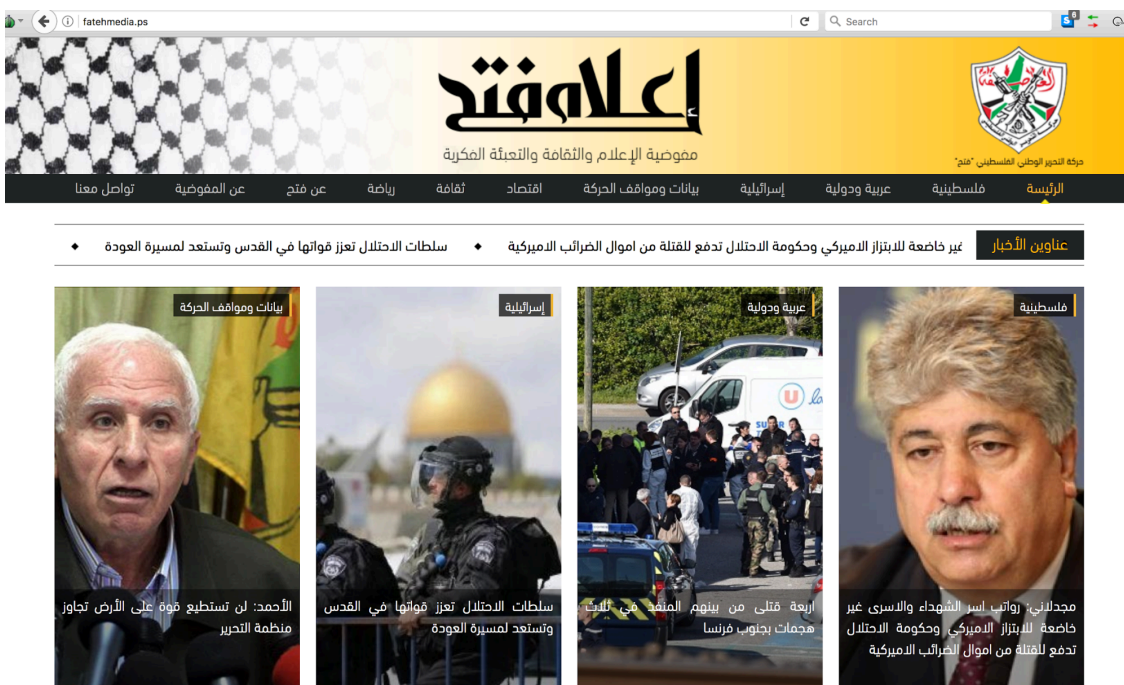 fatehmedia.ps
Search
6
إعلام فتح
مفوضية الإعلام والثقافة والتعبئة الفكرية
حركة التحرير الوطني الفلسطيني "فتح"
الرئيسة فلسطينية عربية ودولية إسرائيلية بيانات ومواقف الحركة اقتصاد ثقافة رياضة عن فتح عن المفوضية تواصل معنا
عناوين الأخبار غير خاضعة للابتزاز الاميركي وحكومة الاحتلال تدفع للقتلة من اموال الضرائب الاميركية ◆ سلطات الاحتلال تعزز قواتها في القدس وتستعد لمسيرة العودة ◆
فلسطينية
مجدلاني: رواتب اسر الشهداء والاسرى غير
خاضعة للابتزاز الاميركي وحكومة الاحتلال
تدفع للقتلة من اموال الضرائب الاميركية
عربية ودولية
U
اربعة قتلى من بينهم المنفذ في ثلاث
هجمات بجنوب فرنسا
إسرائيلية
سلطات الاحتلال تعزز قواتها في القدس
وتستعد لمسيرة العودة
بيانات ومواقف الحركة
الأحمد: لن تستطيع قوة على الأرض تجاوز
منظمة التحرير